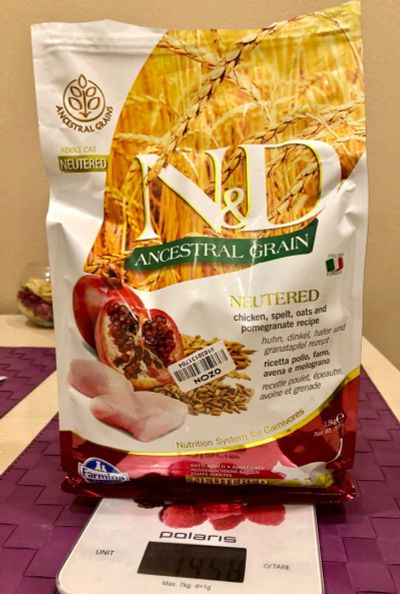 ANCESTRAL GRAINS
ADULT CAT
NEUTERED
N&D
ANCESTRAL GRAIN
NEUTERED
chicken, spelt, oats and
pomegranate recipe
huhn, dinkel, hafer und
granatapfel rezept
ricetta pollo, farro,
avena e melograno
recette poulet, épeautre,
avoine et grenade
OZON
Nutrition System for Carnivores
1.5kg e
Farmina
NEUTERED
polaris
UNIT
O/TARE
1458
Max. 7kg, d=1g